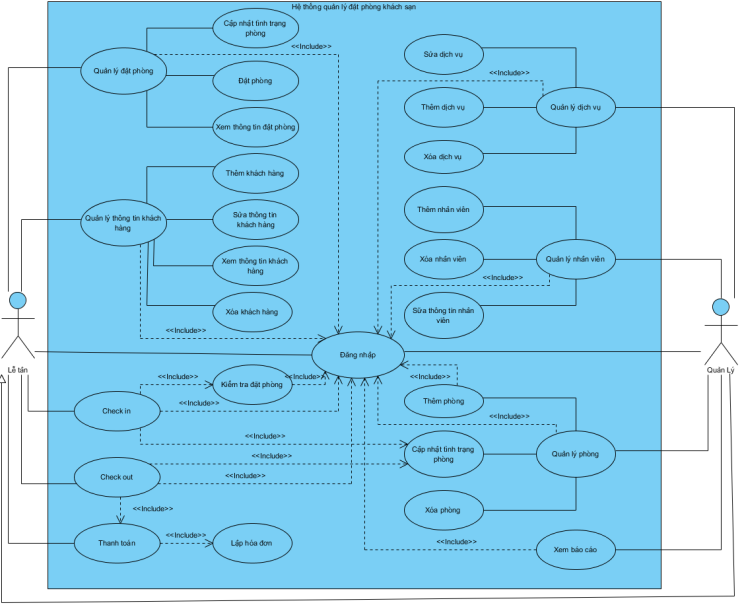 Hệ thống quản lý đặt phòng khách sạn
Cập nhật tình trạng
phòng
<<Include>>
Quản lý đặt phòng
Đặt phòng
Xem thông tin đặt phòng
Sửa dịch vụ
<<Include>>
Thêm dịch vụ
Quản lý dịch vụ
Xóa dịch vụ
Thêm khách hàng
Quản lý thông tin khách
hàng
Sửa thông tin
khách hàng
Xem thông tin khách
hàng
Xóa khách hàng
<<Include>>
Thêm nhân viên
Xóa nhân viên
Quản lý nhân viên
<<Include>>
Sửa thông tin nhân
viên
Đăng nhập
Lễ tân
Quản Lý
Kiểm tra đặt phòng
<<Include>>
<<Include>>
<<Include>>
Check in
<<Include>>
<<Include>>
Thêm phòng
<<Include>>
<<Include>>
Cập nhật tình trạng
phòng
Quản lý phòng
Check out
<<Include>>
<<Include>>
Xóa phòng
Thanh toán
<<Include>>
Lập hóa đơn
<<Include>>
Xem báo cáo